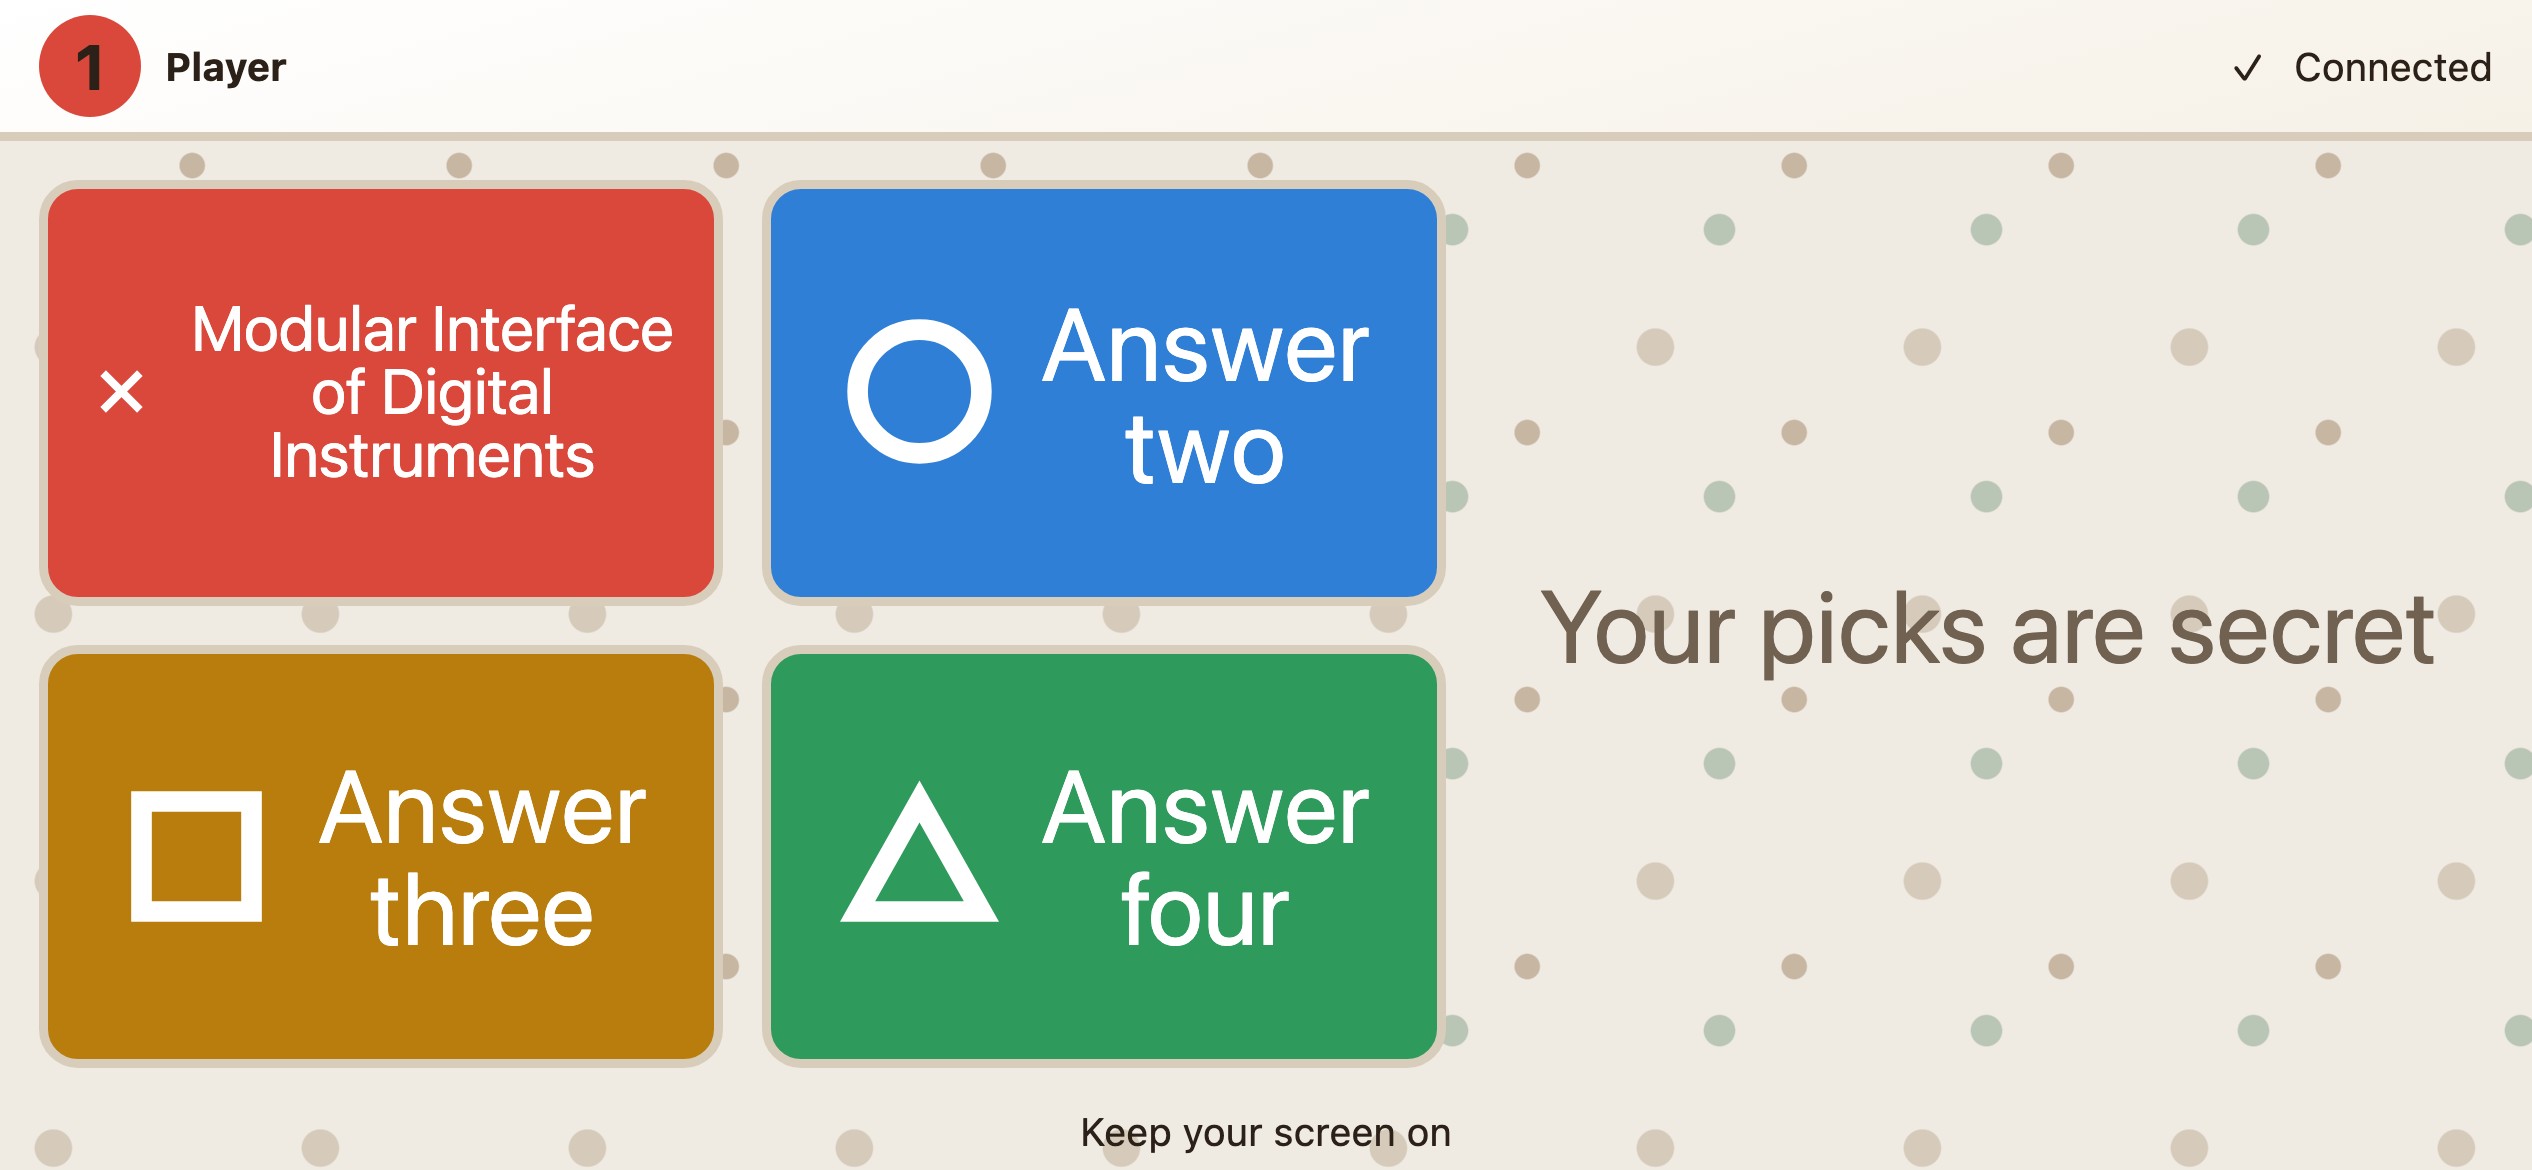 1 Player
✓ Connected
× Modular Interface
of Digital
Instruments
Answer
two
Answer
three
Answer
four
Your picks are secret
Keep your screen on